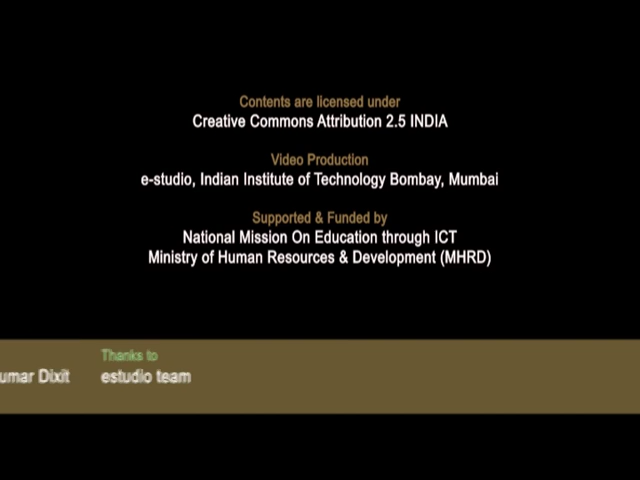 Contents are licensed under
Creative Commons Attribution 2.5 INDIA
Video Production
e-studio, Indian Institute of Technology Bombay, Mumbai
Supported & Funded by
National Mission On Education through ICT
Ministry of Human Resources & Development (MHRD)
Thanks to
Dixit
estudio team